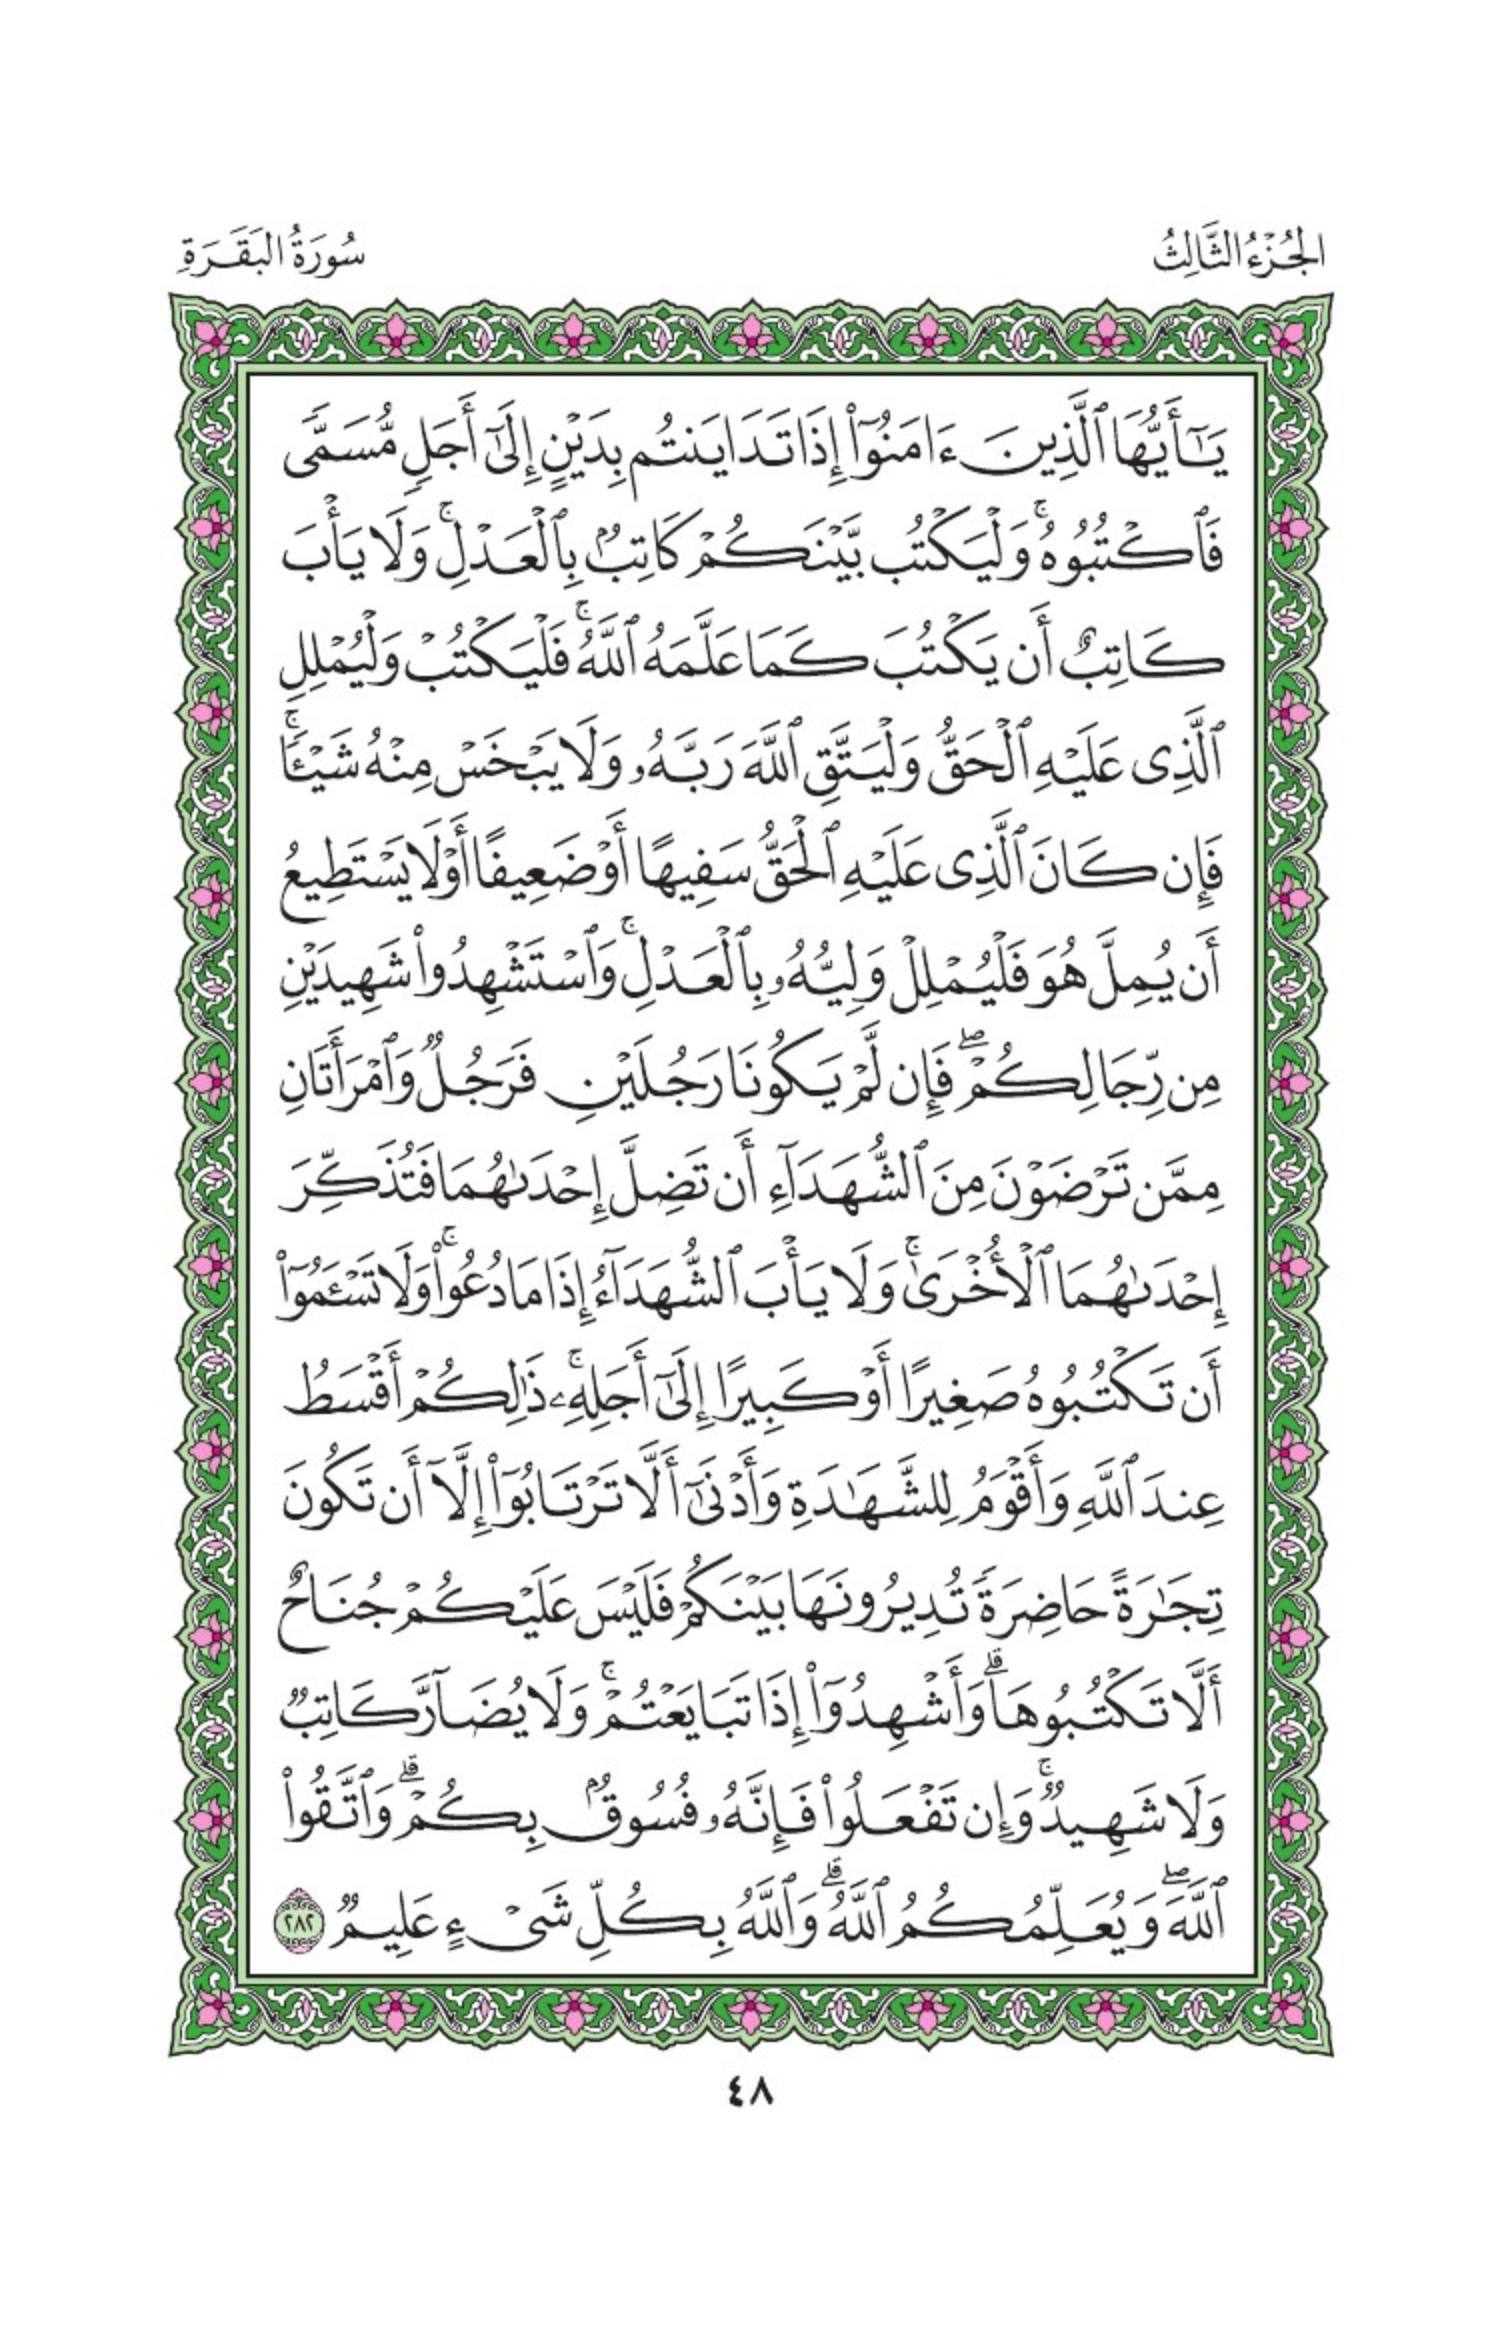 الجُزْءُ الثَّالِثُ
سُورَةُ البَقَرَةِ
يَـٰٓأَيُّهَا ٱلَّذِينَ ءَامَنُوٓا۟ إِذَا تَدَايَنتُم بِدَيْنٍ إِلَىٰٓ أَجَلٍ مُّسَمًّى
فَٱكْتُبُوهُ ۚ وَلْيَكْتُب بَّيْنَكُمْ كَاتِبٌۢ بِٱلْعَدْلِ ۚ وَلَا يَأْبَ
كَاتِبٌ أَن يَكْتُبَ كَمَا عَلَّمَهُ ٱللَّهُ ۚ فَلْيَكْتُبْ وَلْيُمْلِلِ
ٱلَّذِى عَلَيْهِ ٱلْحَقُّ وَلْيَتَّقِ ٱللَّهَ رَبَّهُۥ وَلَا يَبْخَسْ مِنْهُ شَيْـًٔا ۚ
فَإِن كَانَ ٱلَّذِى عَلَيْهِ ٱلْحَقُّ سَفِيهًا أَوْ ضَعِيفًا أَوْ لَا يَسْتَطِيعُ
أَن يُمِلَّ هُوَ فَلْيُمْلِلْ وَلِيُّهُۥ بِٱلْعَدْلِ ۚ وَٱسْتَشْهِدُوا۟ شَهِيدَيْنِ
مِن رِّجَالِكُمْ ۖ فَإِن لَّمْ يَكُونَا رَجُلَيْنِ فَرَجُلٌ وَٱمْرَأَتَانِ
مِمَّن تَرْضَوْنَ مِنَ ٱلشُّهَدَآءِ أَن تَضِلَّ إِحْدَىٰهُمَا فَتُذَكِّرَ
إِحْدَىٰهُمَا ٱلْأُخْرَىٰ ۚ وَلَا يَأْبَ ٱلشُّهَدَآءُ إِذَا مَا دُعُوا۟ ۚ وَلَا تَسْـَٔمُوٓا۟
أَن تَكْتُبُوهُ صَغِيرًا أَوْ كَبِيرًا إِلَىٰٓ أَجَلِهِۦ ۚ ذَٰلِكُمْ أَقْسَطُ
عِندَ ٱللَّهِ وَأَقْوَمُ لِلشَّهَـٰدَةِ وَأَدْنَىٰٓ أَلَّا تَرْتَابُوٓا۟ ۖ إِلَّآ أَن تَكُونَ
تِجَـٰرَةً حَاضِرَةً تُدِيرُونَهَا بَيْنَكُمْ فَلَيْسَ عَلَيْكُمْ جُنَاحٌ
أَلَّا تَكْتُبُوهَا ۗ وَأَشْهِدُوٓا۟ إِذَا تَبَايَعْتُمْ ۚ وَلَا يُضَآرَّ كَاتِبٌ
وَلَا شَهِيدٌ ۚ وَإِن تَفْعَلُوا۟ فَإِنَّهُۥ فُسُوقٌۢ بِكُمْ ۗ وَٱتَّقُوا۟
ٱللَّهَ ۖ وَيُعَلِّمُكُمُ ٱللَّهُ ۗ وَٱللَّهُ بِكُلِّ شَىْءٍ عَلِيمٌ ٢٨٢
٤٨